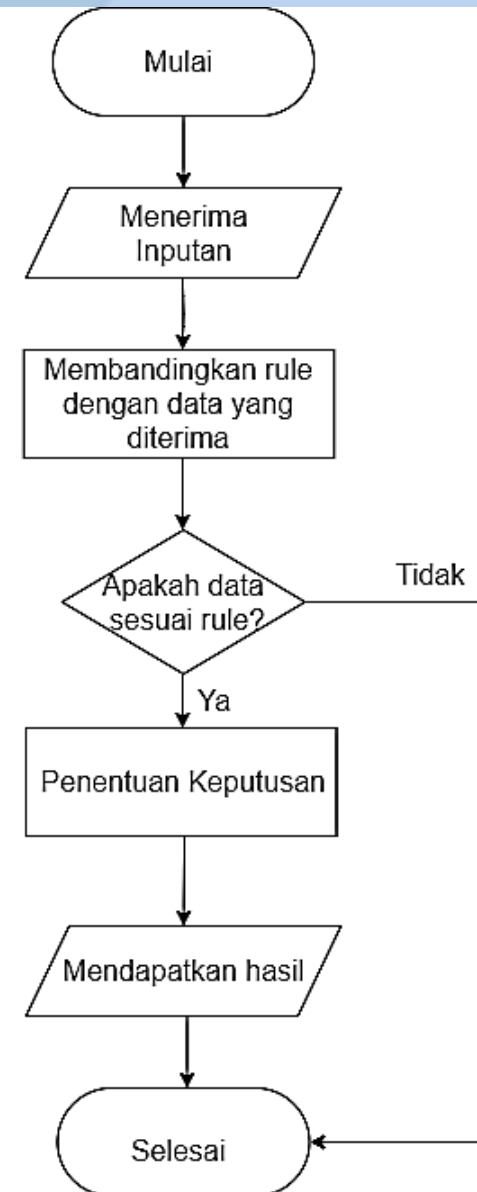 Mulai
Menerima
Inputan
Membandingkan rule
dengan data yang
diterima
Apakah data
sesuai rule?
Tidak
Ya
Penentuan Keputusan
Mendapatkan hasil
Selesai